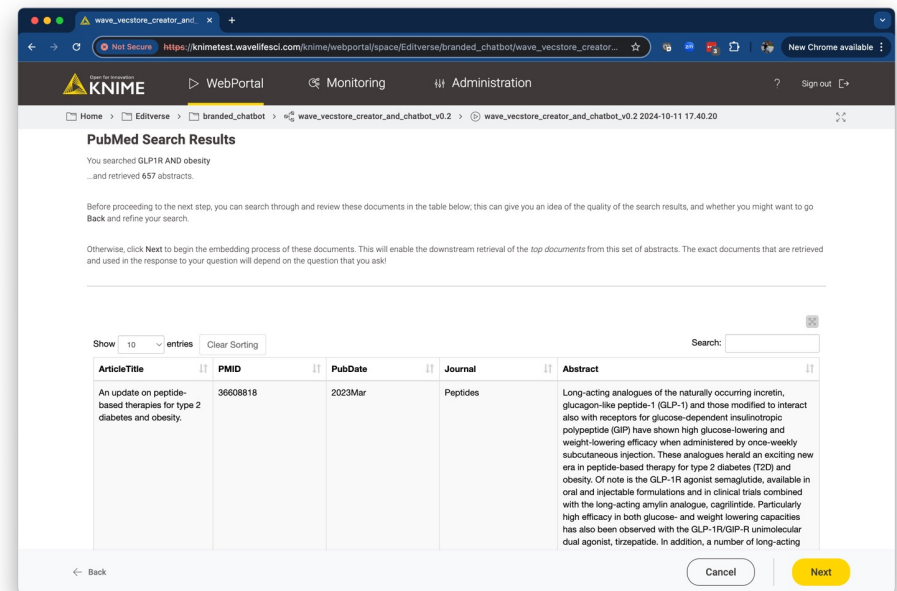 wave_vecstore_creator_and_
Not Secure https://knimetest.wavelifesci.com/knime/webportal/space/Editverse/branded_chatbot/wave_vecstore_creator...
New Chrome available
Open for Innovation
KNIME
WebPortal
Monitoring
Administration
?
Sign out
Home > Editverse > branded_chatbot > wave_vecstore_creator_and_chatbot_v0.2 > wave_vecstore_creator_and_chatbot_v0.2 2024-10-11 17.40.20
PubMed Search Results
You searched GLP1R AND obesity
...and retrieved 657 abstracts.
Before proceeding to the next step, you can search through and review these documents in the table below; this can give you an idea of the quality of the search results, and whether you might want to go
Back and refine your search.
Otherwise, click Next to begin the embedding process of these documents. This will enable the downstream retrieval of the top documents from this set of abstracts. The exact documents that are retrieved
and used in the response to your question will depend on the question that you ask!
Show 10 entries Clear Sorting
Search:
ArticleTitle PMID PubDate Journal Abstract
An update on peptide-
based therapies for type 2
diabetes and obesity.
36608818
2023Mar
Peptides
Long-acting analogues of the naturally occurring incretin,
glucagon-like peptide-1 (GLP-1) and those modified to interact
also with receptors for glucose-dependent insulinotropic
polypeptide (GIP) have shown high glucose-lowering and
weight-lowering efficacy when administered by once-weekly
subcutaneous injection. These analogues herald an exciting new
era in peptide-based therapy for type 2 diabetes (T2D) and
obesity. Of note is the GLP-1R agonist semaglutide, available in
oral and injectable formulations and in clinical trials combined
with the long-acting amylin analogue, cagrilintide. Particularly
high efficacy in both glucose- and weight lowering capacities
has also been observed with the GLP-1R/GIP-R unimolecular
dual agonist, tirzepatide. In addition, a number of long-acting
Back
Cancel
Next